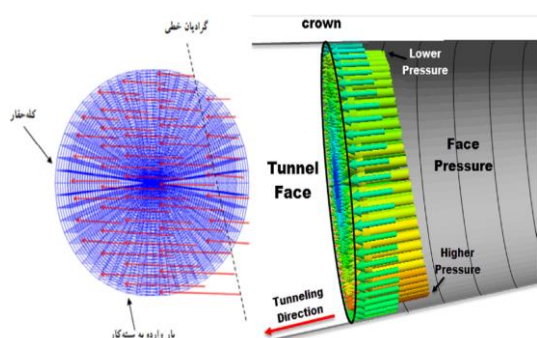 گرادیان خطی
کله‌حفار
بار وارده به سینه‌کار
crown
Lower
Pressure
Tunnel
Face
Face
Pressure
Higher
Pressure
Tunneling
Direction